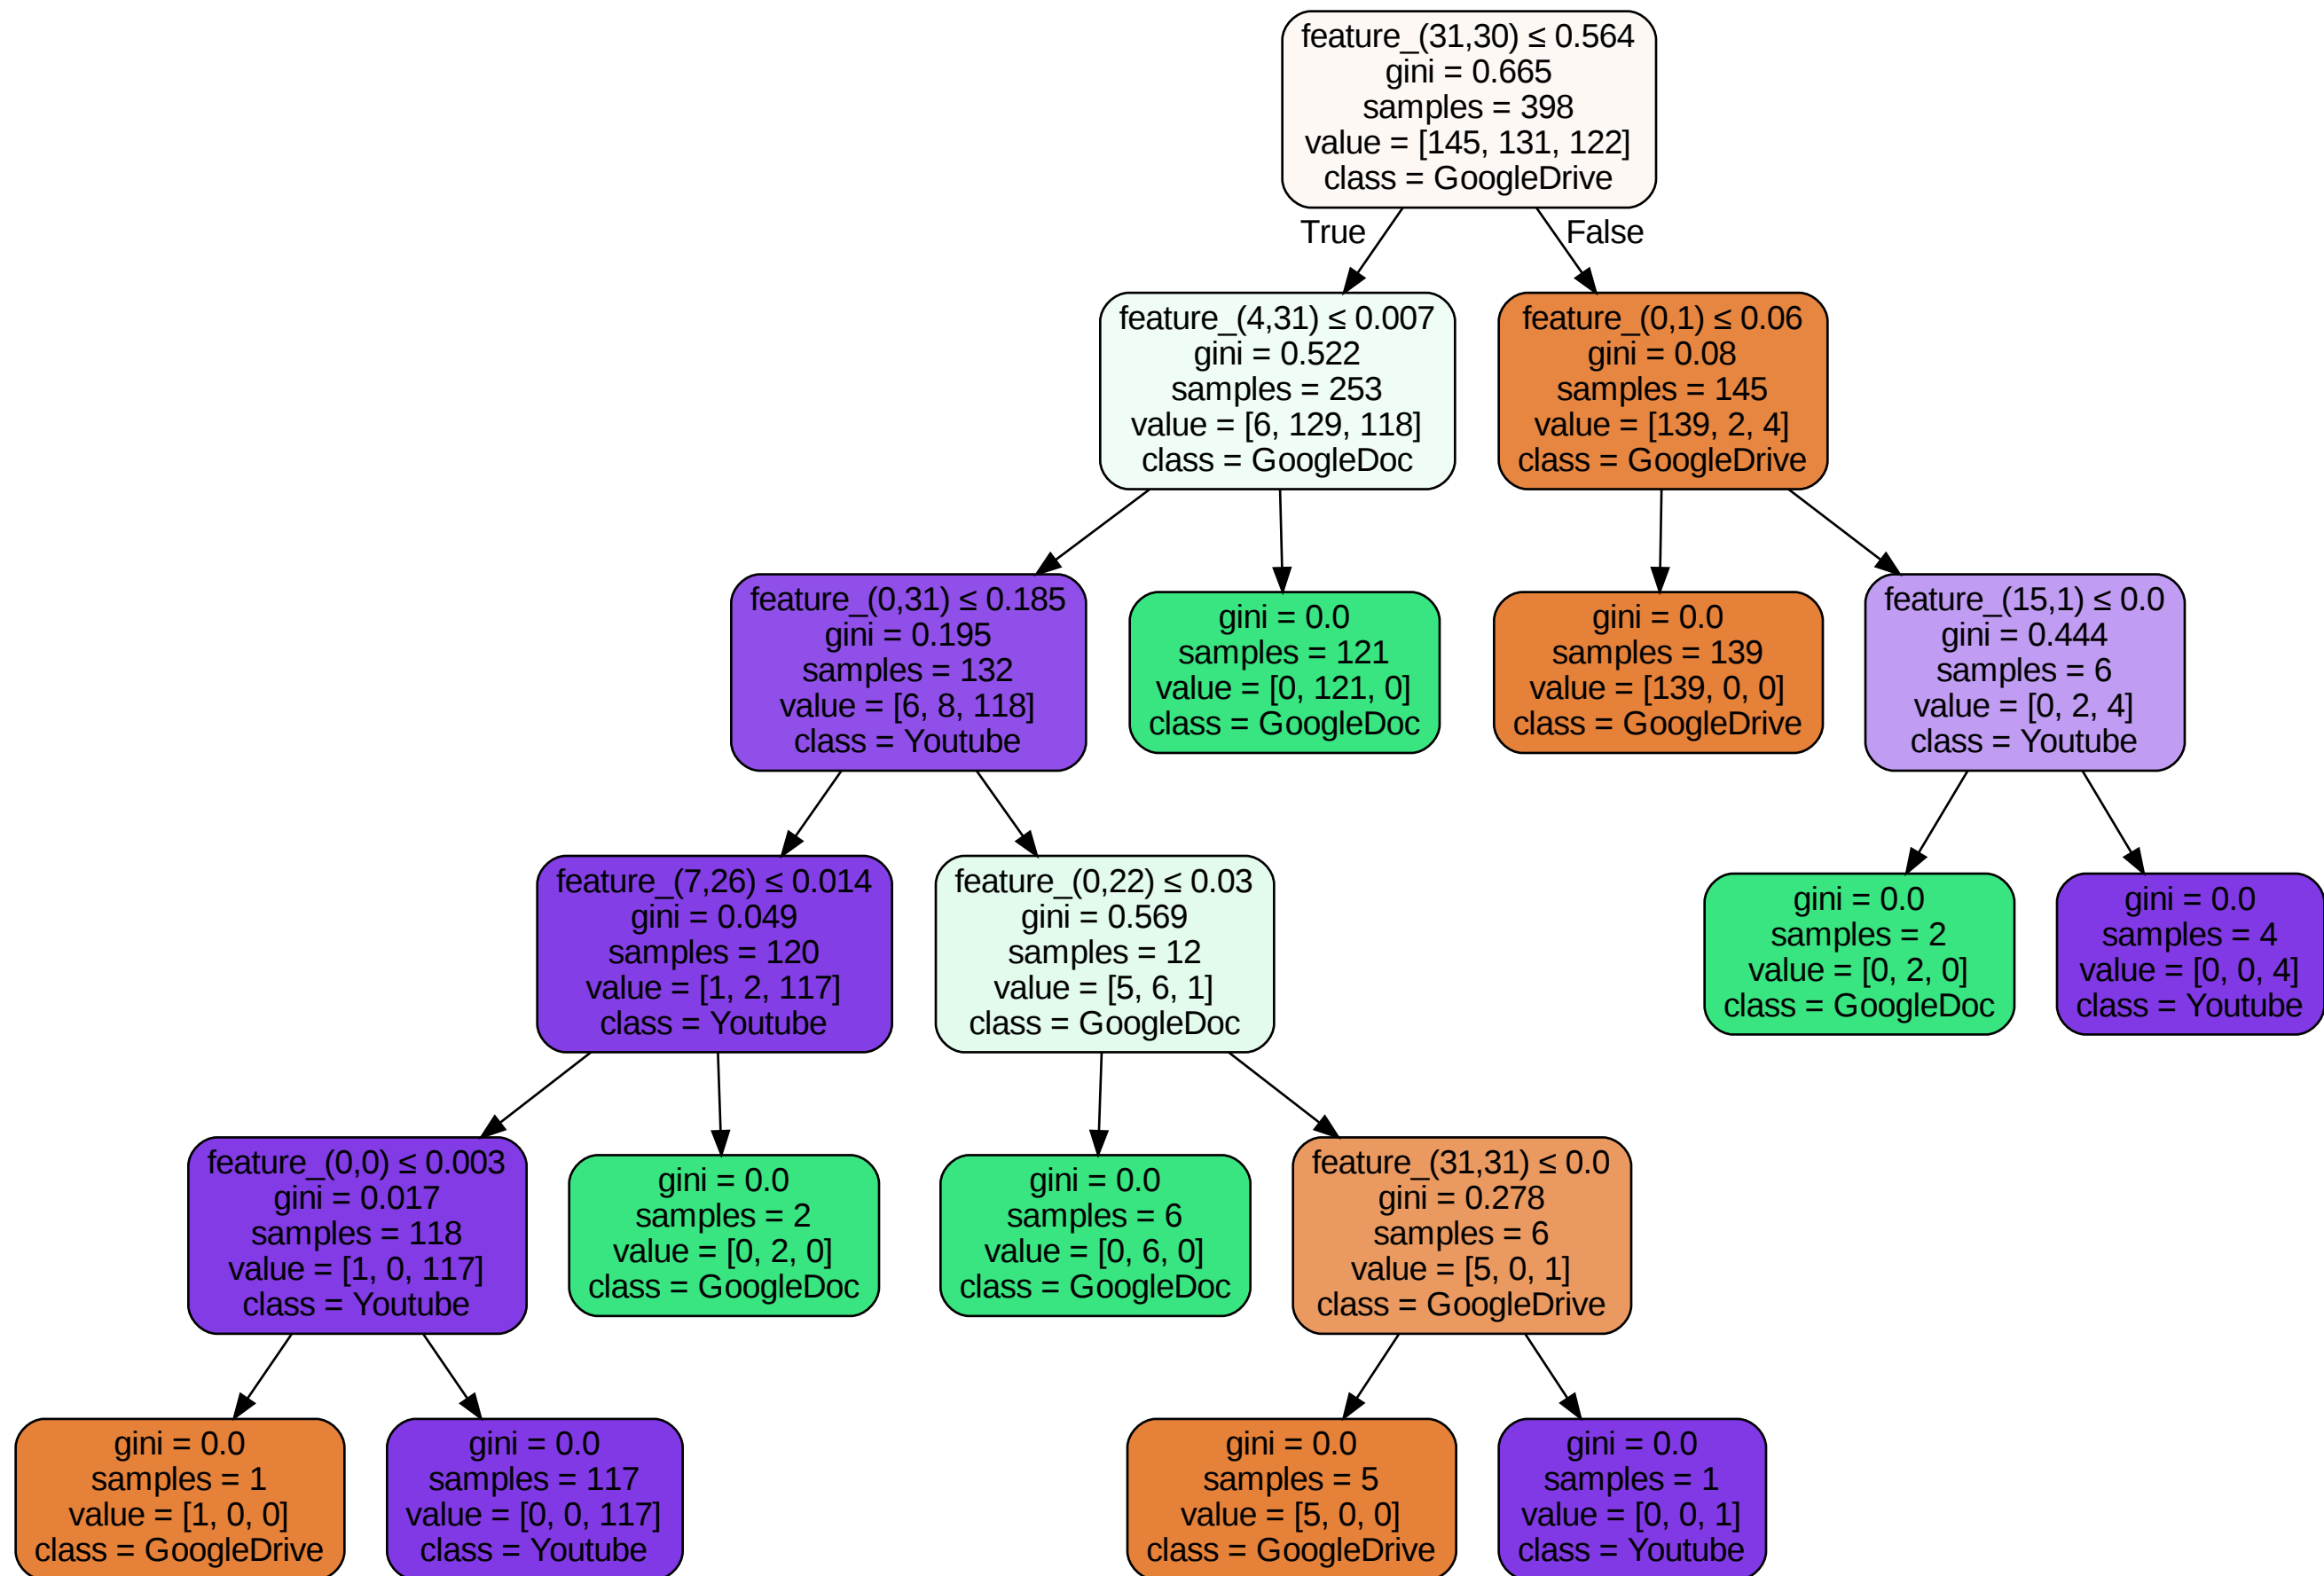 feature_(31,30) ≤ 0.564
gini = 0.665
samples = 398
value = [145, 131, 122]
class = GoogleDrive
True
False
feature_(4,31) ≤ 0.007
gini = 0.522
samples = 253
value = [6, 129, 118]
class = GoogleDoc
feature_(0,1) ≤ 0.06
gini = 0.08
samples = 145
value = [139, 2, 4]
class = GoogleDrive
feature_(0,31) ≤ 0.185
gini = 0.195
samples = 132
value = [6, 8, 118]
class = Youtube
gini = 0.0
samples = 121
value = [0, 121, 0]
class = GoogleDoc
gini = 0.0
samples = 139
value = [139, 0, 0]
class = GoogleDrive
feature_(15,1) ≤ 0.0
gini = 0.444
samples = 6
value = [0, 2, 4]
class = Youtube
feature_(7,26) ≤ 0.014
gini = 0.049
samples = 120
value = [1, 2, 117]
class = Youtube
feature_(0,22) ≤ 0.03
gini = 0.569
samples = 12
value = [5, 6, 1]
class = GoogleDoc
gini = 0.0
samples = 2
value = [0, 2, 0]
class = GoogleDoc
gini = 0.0
samples = 4
value = [0, 0, 4]
class = Youtube
feature_(0,0) ≤ 0.003
gini = 0.017
samples = 118
value = [1, 0, 117]
class = Youtube
gini = 0.0
samples = 2
value = [0, 2, 0]
class = GoogleDoc
gini = 0.0
samples = 6
value = [0, 6, 0]
class = GoogleDoc
feature_(31,31) ≤ 0.0
gini = 0.278
samples = 6
value = [5, 0, 1]
class = GoogleDrive
gini = 0.0
samples = 1
value = [1, 0, 0]
class = GoogleDrive
gini = 0.0
samples = 117
value = [0, 0, 117]
class = Youtube
gini = 0.0
samples = 5
value = [5, 0, 0]
class = GoogleDrive
gini = 0.0
samples = 1
value = [0, 0, 1]
class = Youtube